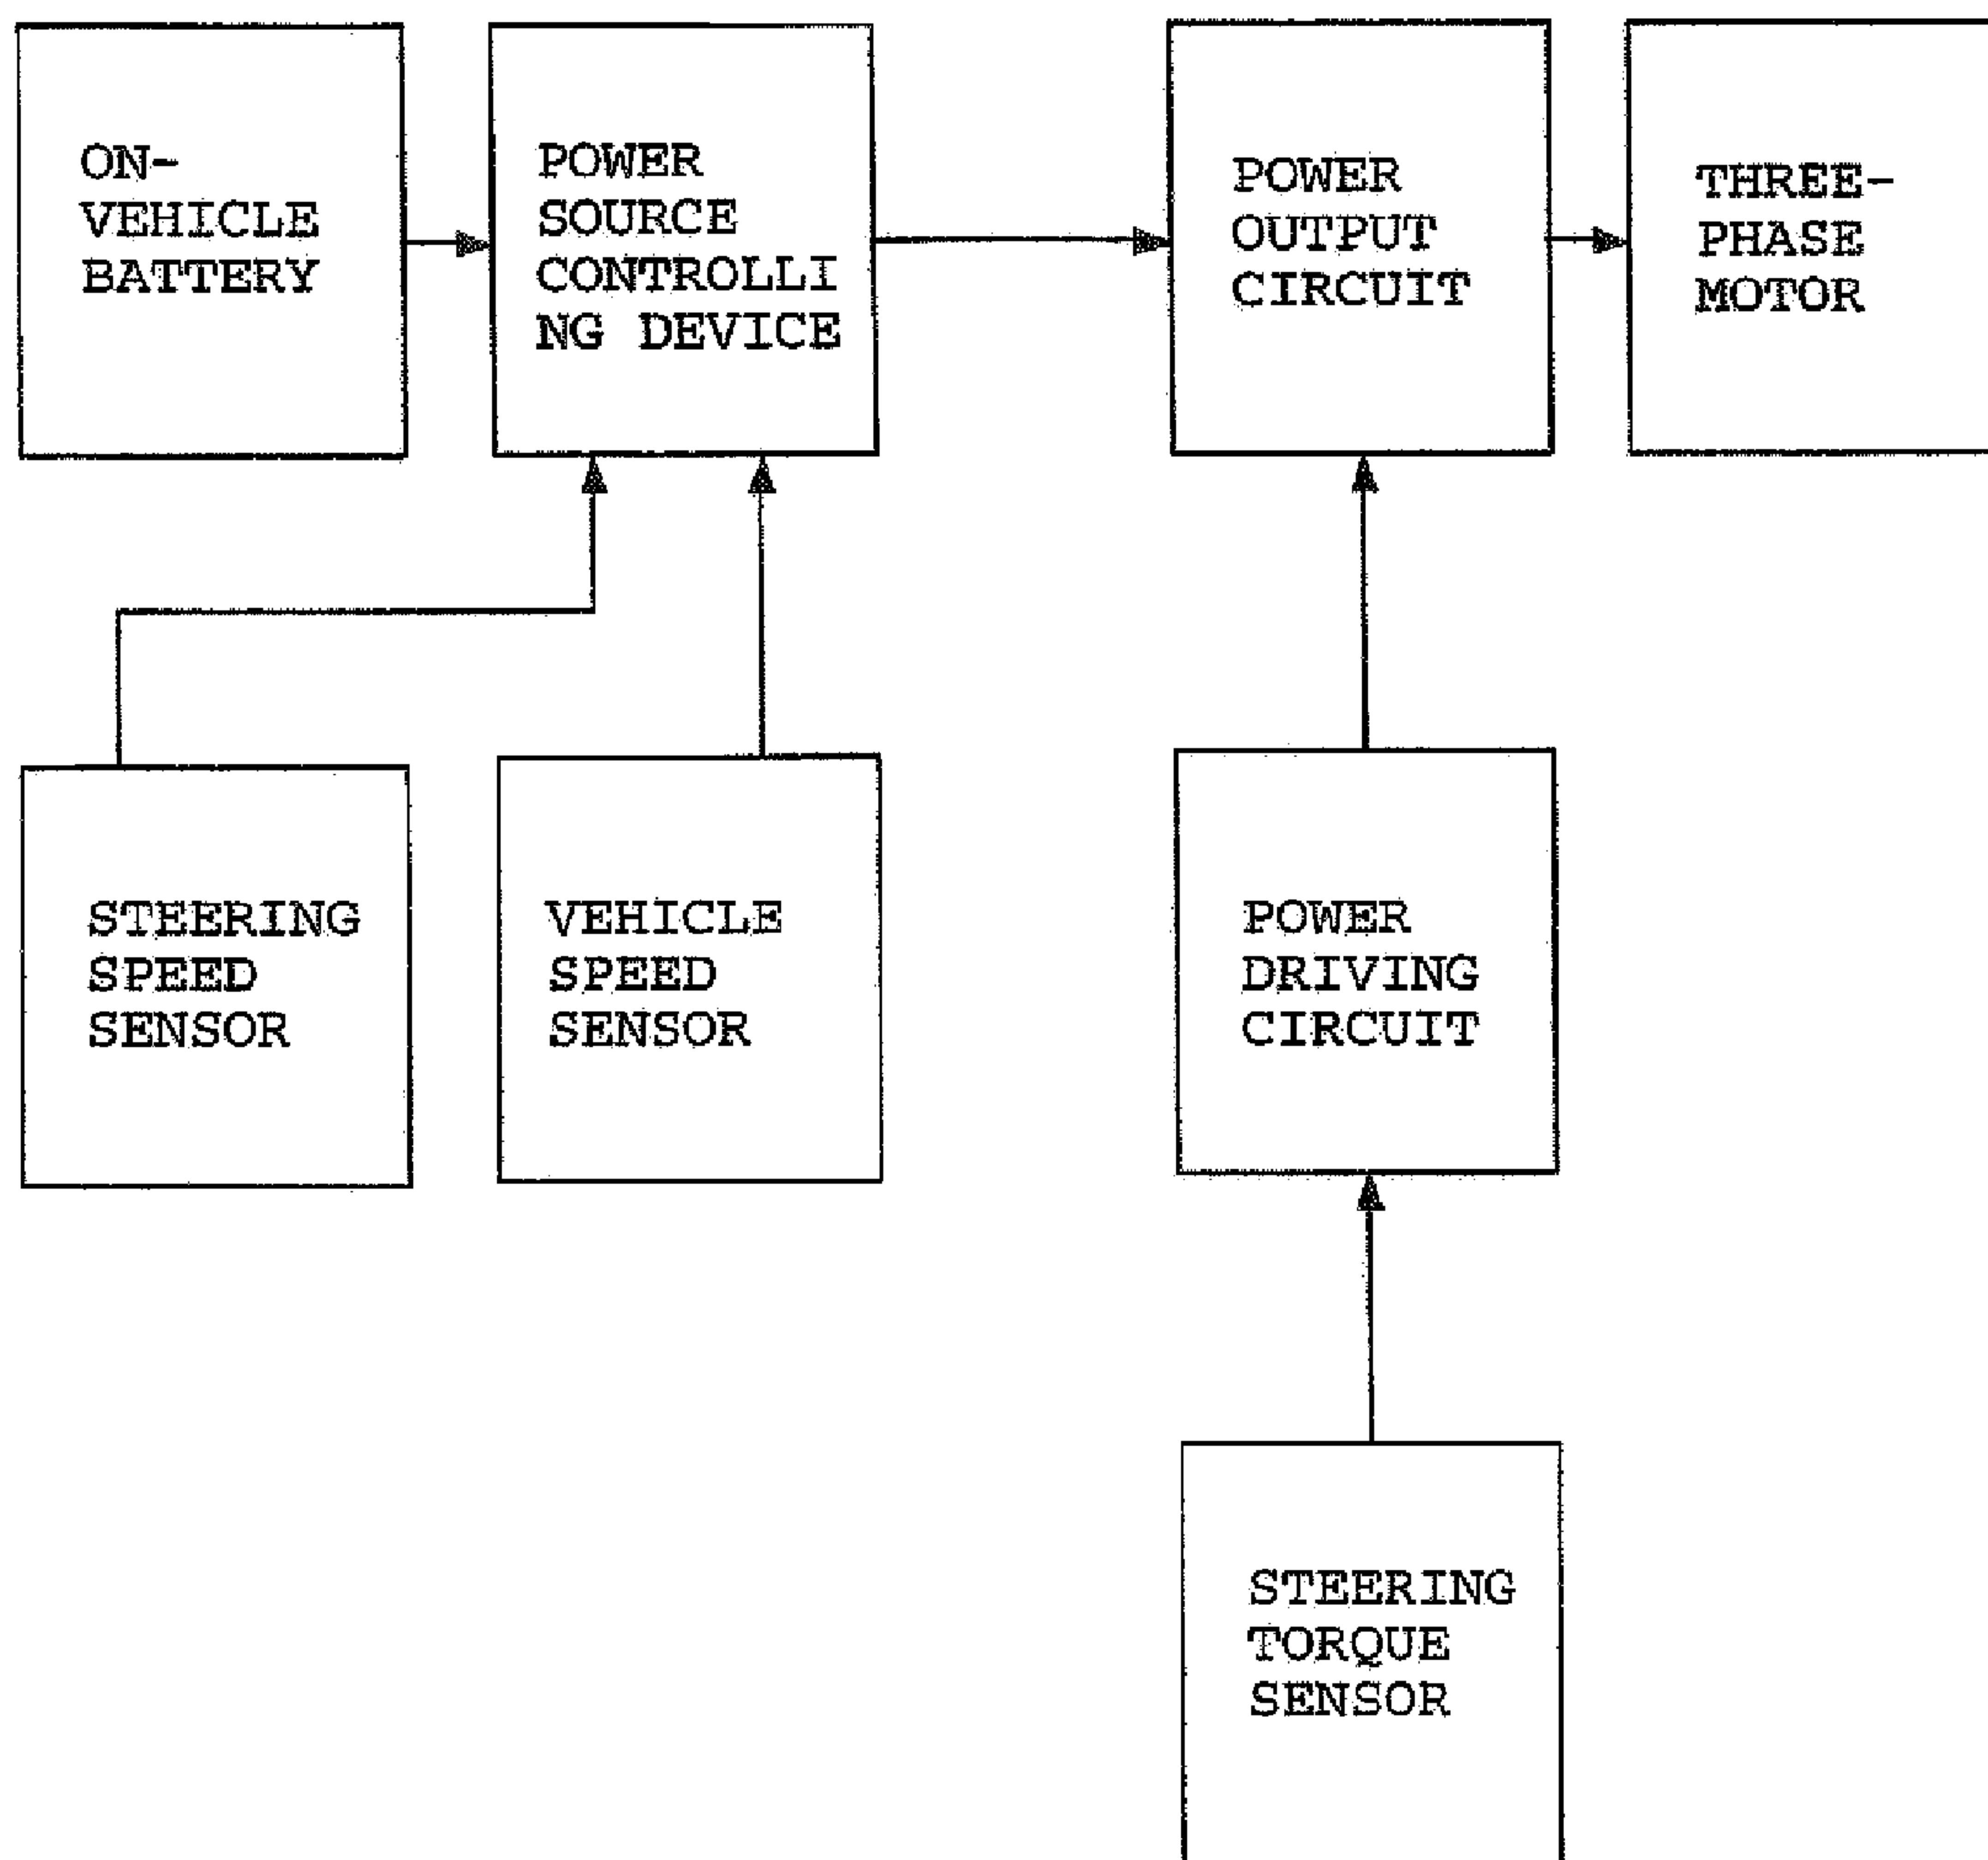 ON-
VEHICLE
BATTERY
POWER
SOURCE
CONTROLLI
NG DEVICE
POWER
OUTPUT
CIRCUIT
THREE-
PHASE
MOTOR
STEERING
SPEED
SENSOR
VEHICLE
SPEED
SENSOR
POWER
DRIVING
CIRCUIT
STEERING
TORQUE
SENSOR